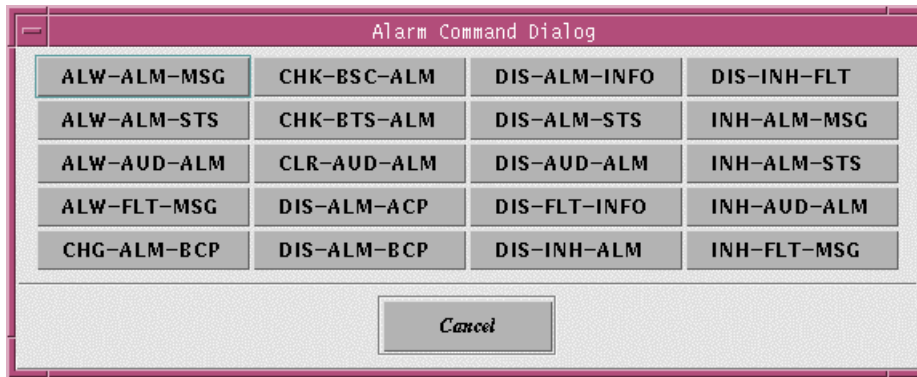 Alarm Command Dialog
ALW-ALM-MSG CHK-BSC-ALM DIS-ALM-INFO DIS-INH-FLT
ALW-ALM-STS CHK-BTS-ALM DIS-ALM-STS INH-ALM-MSG
ALW-AUD-ALM CLR-AUD-ALM DIS-AUD-ALM INH-ALM-STS
ALW-FLT-MSG DIS-ALM-ACP DIS-FLT-INFO INH-AUD-ALM
CHG-ALM-BCP DIS-ALM-BCP DIS-INH-ALM INH-FLT-MSG
Cancel